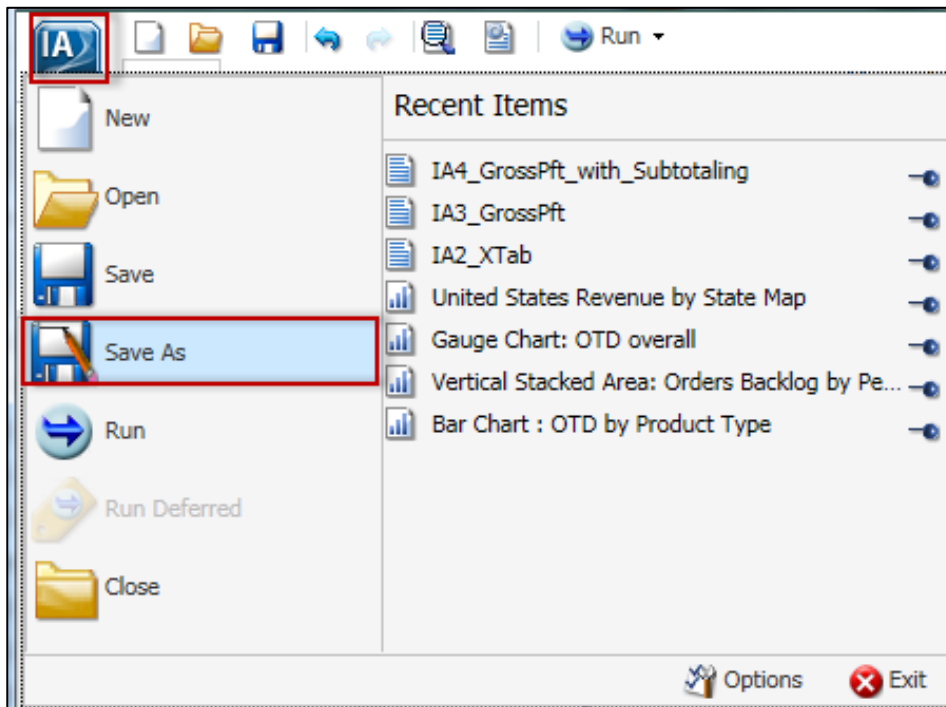 IA
Run
New
Open
Save
Save As
Run
Run Deferred
Close
Recent Items
IA4_GrossPft_with_Subtotaling
IA3_GrossPft
IA2_XTab
United States Revenue by State Map
Gauge Chart: OTD overall
Vertical Stacked Area: Orders Backlog by Pe...
Bar Chart : OTD by Product Type
Options
Exit